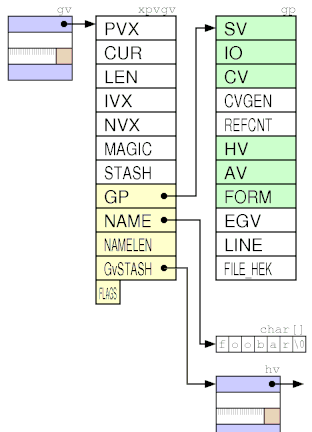 gv
xpvgv
gp
PVX
CUR
LEN
IVX
NVX
MAGIC
STASH
GP
NAME
NAMELEN
GvSTASH
FLAGS
SV
IO
CV
CVGEN
REFCNT
HV
AV
FORM
EGV
LINE
FILE_HEK
char[]
f o o b a r \0
hv